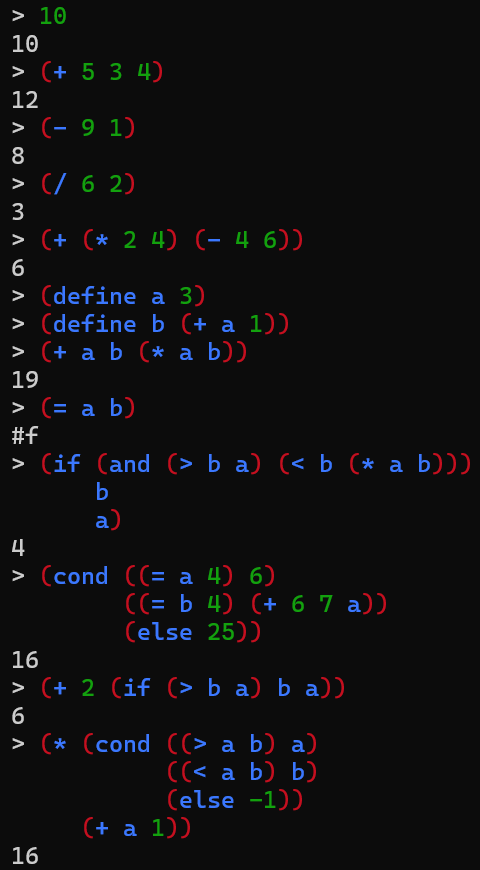 > 10
10
> (+ 5 3 4)
12
> (- 9 1)
8
> (/ 6 2)
3
> (+ (* 2 4) (- 4 6))
6
> (define a 3)
> (define b (+ a 1))
> (+ a b (* a b))
19
> (= a b)
#f
> (if (and (> b a) (< b (* a b)))
      b
      a)
4
> (cond ((= a 4) 6)
        ((= b 4) (+ 6 7 a))
        (else 25))
16
> (+ 2 (if (> b a) b a))
6
> (* (cond ((> a b) a)
           ((< a b) b)
           (else -1))
     (+ a 1))
16